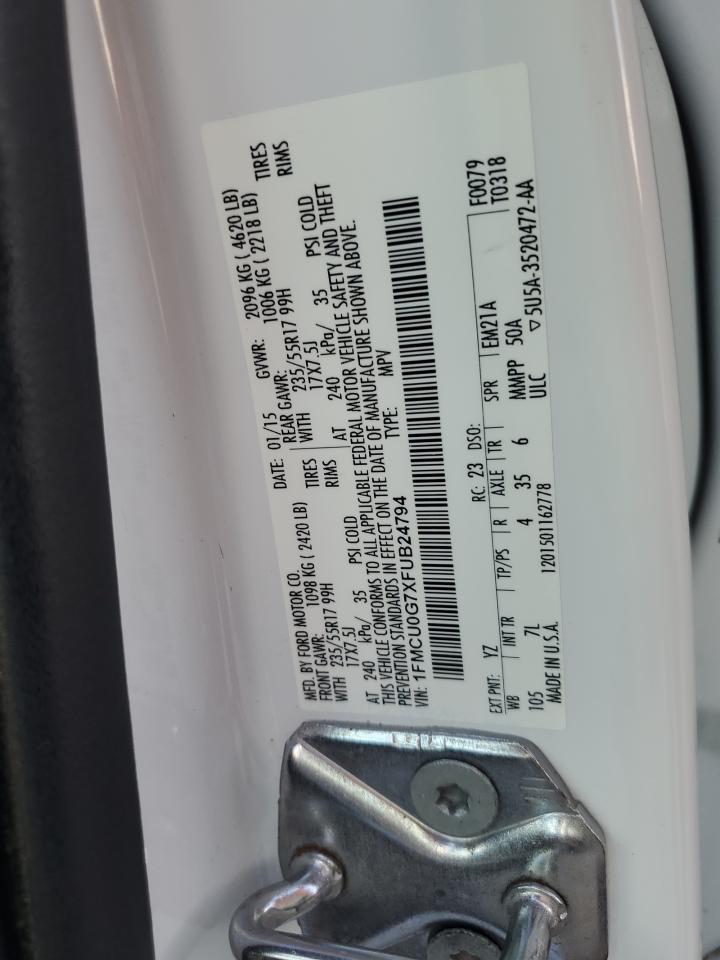 MFD. BY FORD MOTOR CO. DATE: 01/15 GVWR: 2096 KG ( 4620 LB)
FRONT GAWR: 1098 KG ( 2420 LB) REAR GAWR: 1006 KG ( 2218 LB)
WITH 235/55R17 99H TIRES WITH 235/55R17 99H TIRES
17X7.5J RIMS 17X7.5J RIMS
AT 240 kPa/ 35 PSI COLD AT 240 kPa/ 35 PSI COLD
THIS VEHICLE CONFORMS TO ALL APPLICABLE FEDERAL MOTOR VEHICLE SAFETY AND THEFT
PREVENTION STANDARDS IN EFFECT ON THE DATE OF MANUFACTURE SHOWN ABOVE.
VIN: 1FMCU0G7XFUB24794 TYPE: MPV
F0079
EXT PNT: YZ RC: 23 DSO: T0318
WB INT TR TP/PS R AXLE TR SPR EM21A
105 7L 4 35 6 MMPP 50A
MADE IN U.S.A. 1201501162778 ULC ▽5U5A-3520472-AA